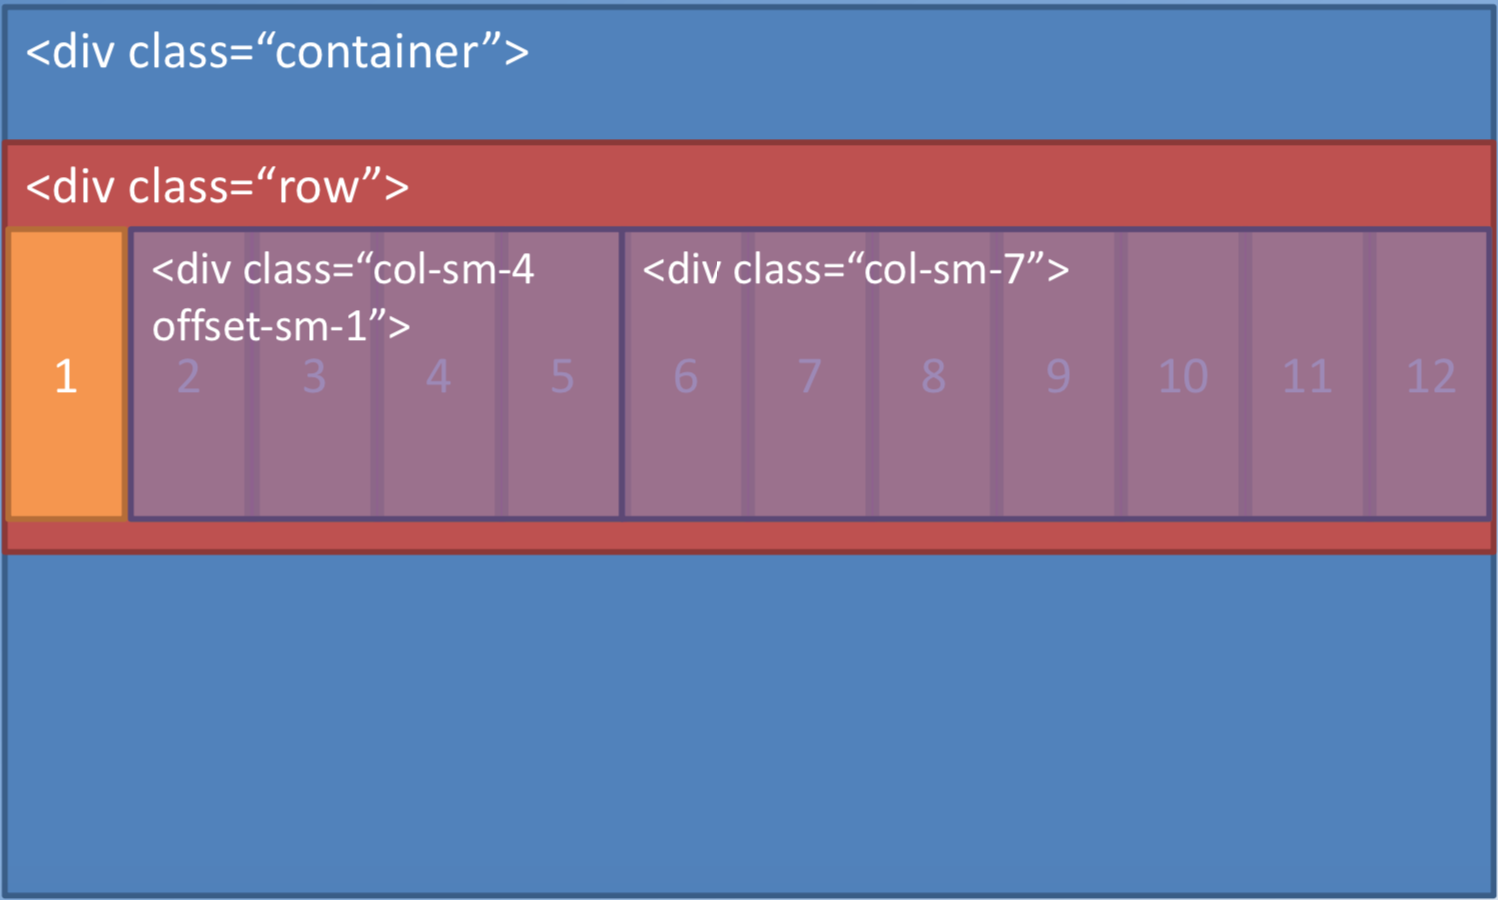 <div class=“container”>
<div class=“row”>
<div class=“col-sm-4
offset-sm-1”>
<div class=“col-sm-7”>
1 2 3 4 5 6 7 8 9 10 11 12